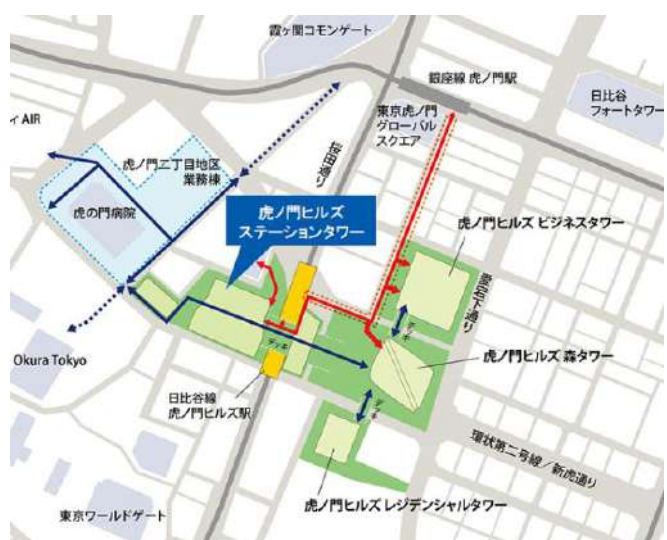 霞ヶ関コモンゲート
銀座線 虎ノ門駅
日比谷
フォートタワー
東京虎ノ門
グローバル
スクエア
AIR
桜田通り
虎ノ門二丁目地区
業務棟
虎の門病院
虎ノ門ヒルズ
ステーションタワー
虎ノ門ヒルズ ビジネスタワー
愛宕下通り
デッキ
Okura Tokyo
デッキ
虎ノ門ヒルズ 森タワー
日比谷線
虎ノ門ヒルズ駅
デッキ
環状第二号線/新虎通り
虎ノ門ヒルズ レジデンシャルタワー
東京ワールドゲート